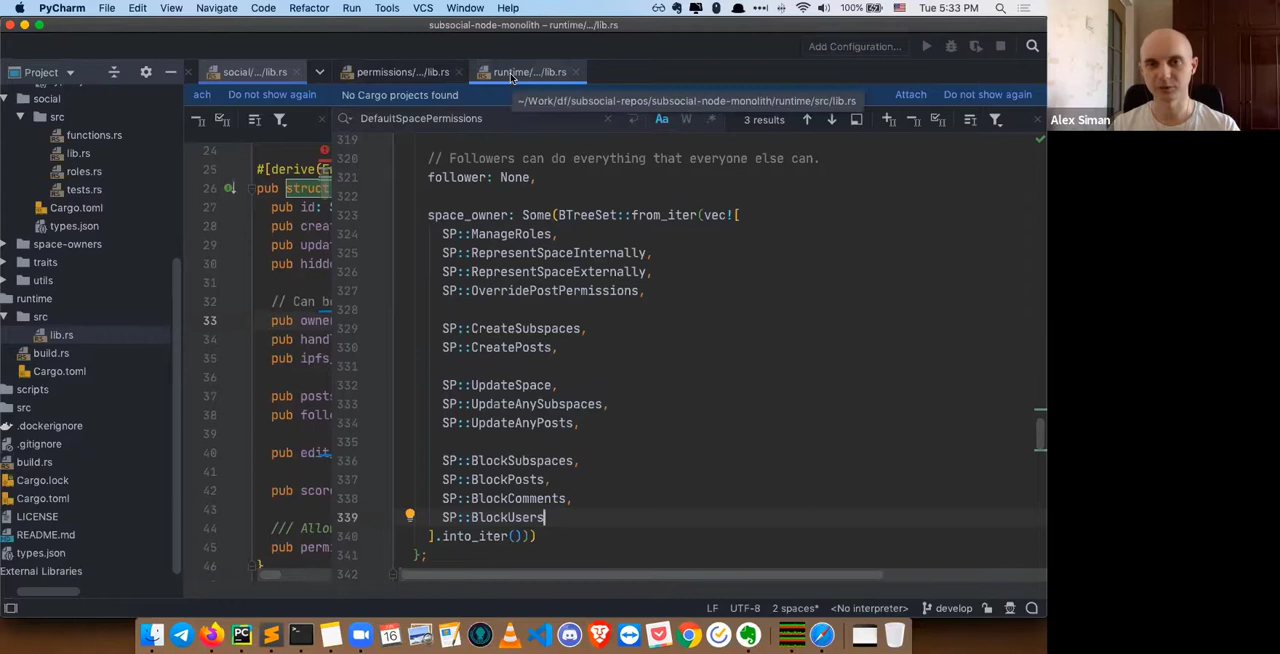 PyCharm File Edit View Navigate Code Refactor Run Tools VCS Window Help 100% Tue 5:33 PM
subsocial-node-monolith – runtime/.../lib.rs
Add Configuration...
Project
social/.../lib.rs
permissions/.../lib.rs
runtime/.../lib.rs
ach Do not show again
No Cargo projects found
Attach Do not show again
~/Work/df/subsocial-repos/subsocial-node-monolith/runtime/src/lib.rs
DefaultSpacePermissions
Aa W .* 3 results
social
src
functions.rs
lib.rs
roles.rs
tests.rs
Cargo.toml
types.json
space-owners
traits
utils
runtime
src
lib.rs
build.rs
Cargo.toml
scripts
src
.dockerignore
.gitignore
build.rs
Cargo.lock
Cargo.toml
LICENSE
README.md
types.json
External Libraries
24
25 #[derive(En
26 pub struct
27 pub id: S
28 pub crea
29 pub upda
30 pub hidd
31
32 // Can be
33 pub owne
34 pub hand
35 pub ipfs_
36
37 pub posts
38 pub foll
39
40 pub edit_
41
42 pub scor
43
44 /// Allow
45 pub permi
46 }
319
320 // Followers can do everything that everyone else can.
321 follower: None,
322
323 space_owner: Some(BTreeSet::from_iter(vec![
324 SP::ManageRoles,
325 SP::RepresentSpaceInternally,
326 SP::RepresentSpaceExternally,
327 SP::OverridePostPermissions,
328
329 SP::CreateSubspaces,
330 SP::CreatePosts,
331
332 SP::UpdateSpace,
333 SP::UpdateAnySubspaces,
334 SP::UpdateAnyPosts,
335
336 SP::BlockSubspaces,
337 SP::BlockPosts,
338 SP::BlockComments,
339 SP::BlockUsers
340 ].into_iter()))
341 };
342
LF UTF-8 2 spaces* <No interpreter> develop
PC
16
Alex Siman